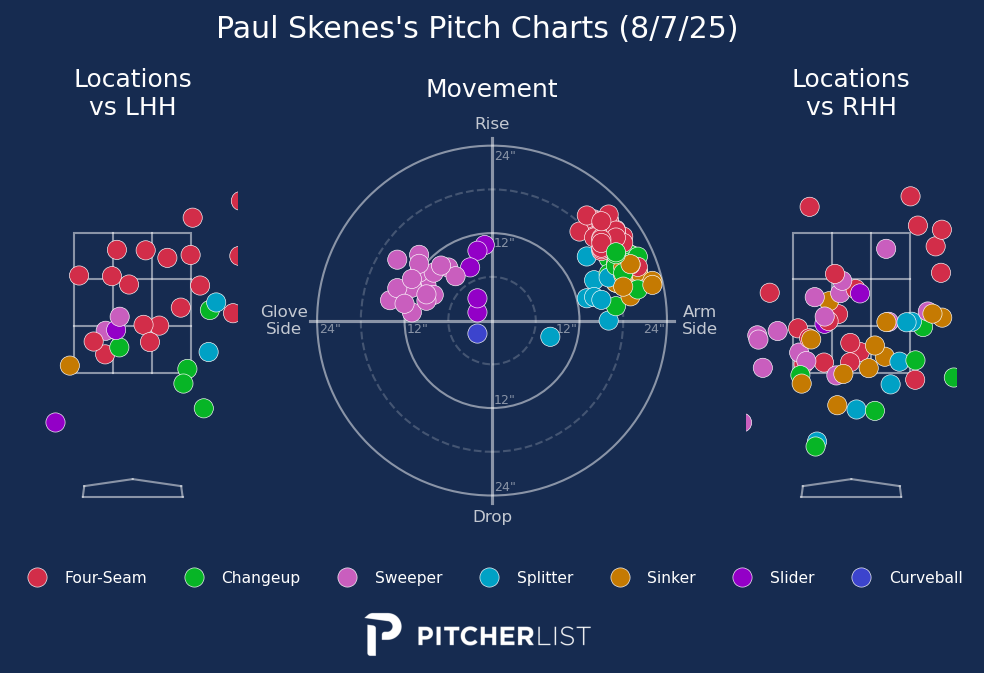 Paul Skenes's Pitch Charts (8/7/25)
Locations
vs LHH
Movement
Locations
vs RHH
Rise
24"
12"
Glove
Side
24"
12"
12"
24"
Arm
Side
12"
24"
Drop
Four-Seam
Changeup
Sweeper
Splitter
Sinker
Slider
Curveball
PITCHERLIST